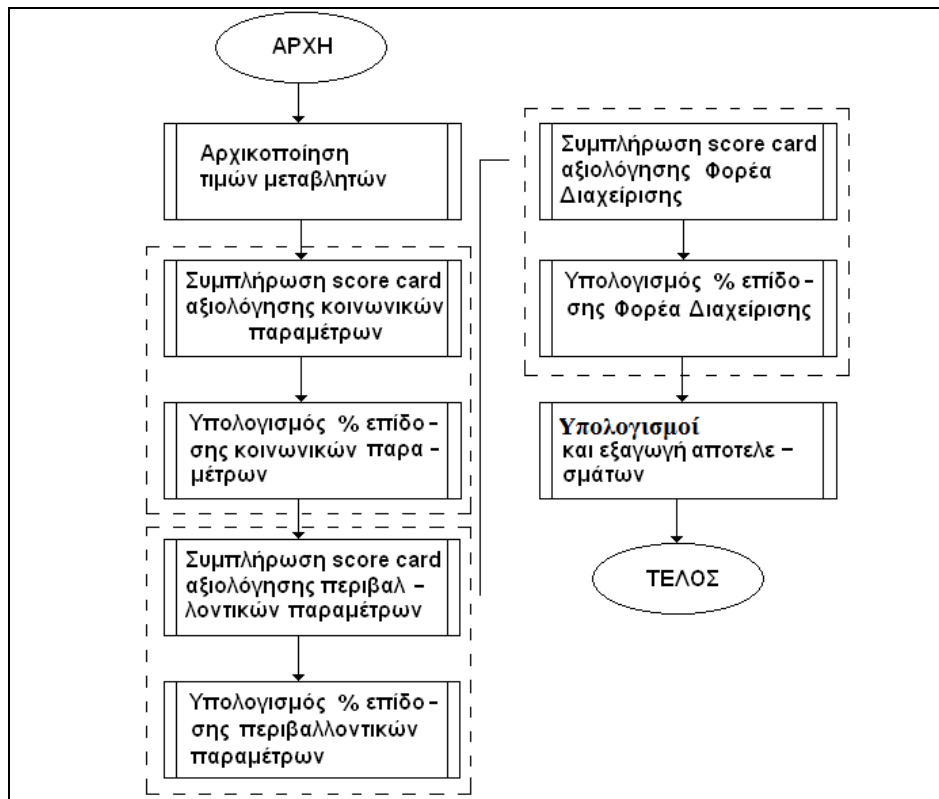 ΑΡΧΗ
Αρχικοποίηση
τιμών μεταβλητών
Συμπλήρωση score card
αξιολόγησης κοινωνικών
παραμέτρων
Υπολογισμός % επίδο -
σης κοινωνικών παρα -
μέτρων
Συμπλήρωση score card
αξιολόγησης περιβαλ –
λοντικών παραμέτρων
Υπολογισμός % επίδο -
σης περιβαλλοντικών
παραμέτρων
Συμπλήρωση score card
αξιολόγησης Φορέα
Διαχείρισης
Υπολογισμός % επίδο -
σης Φορέα Διαχείρισης
Υπολογισμοί
και εξαγωγή αποτελε –
σμάτων
ΤΕΛΟΣ